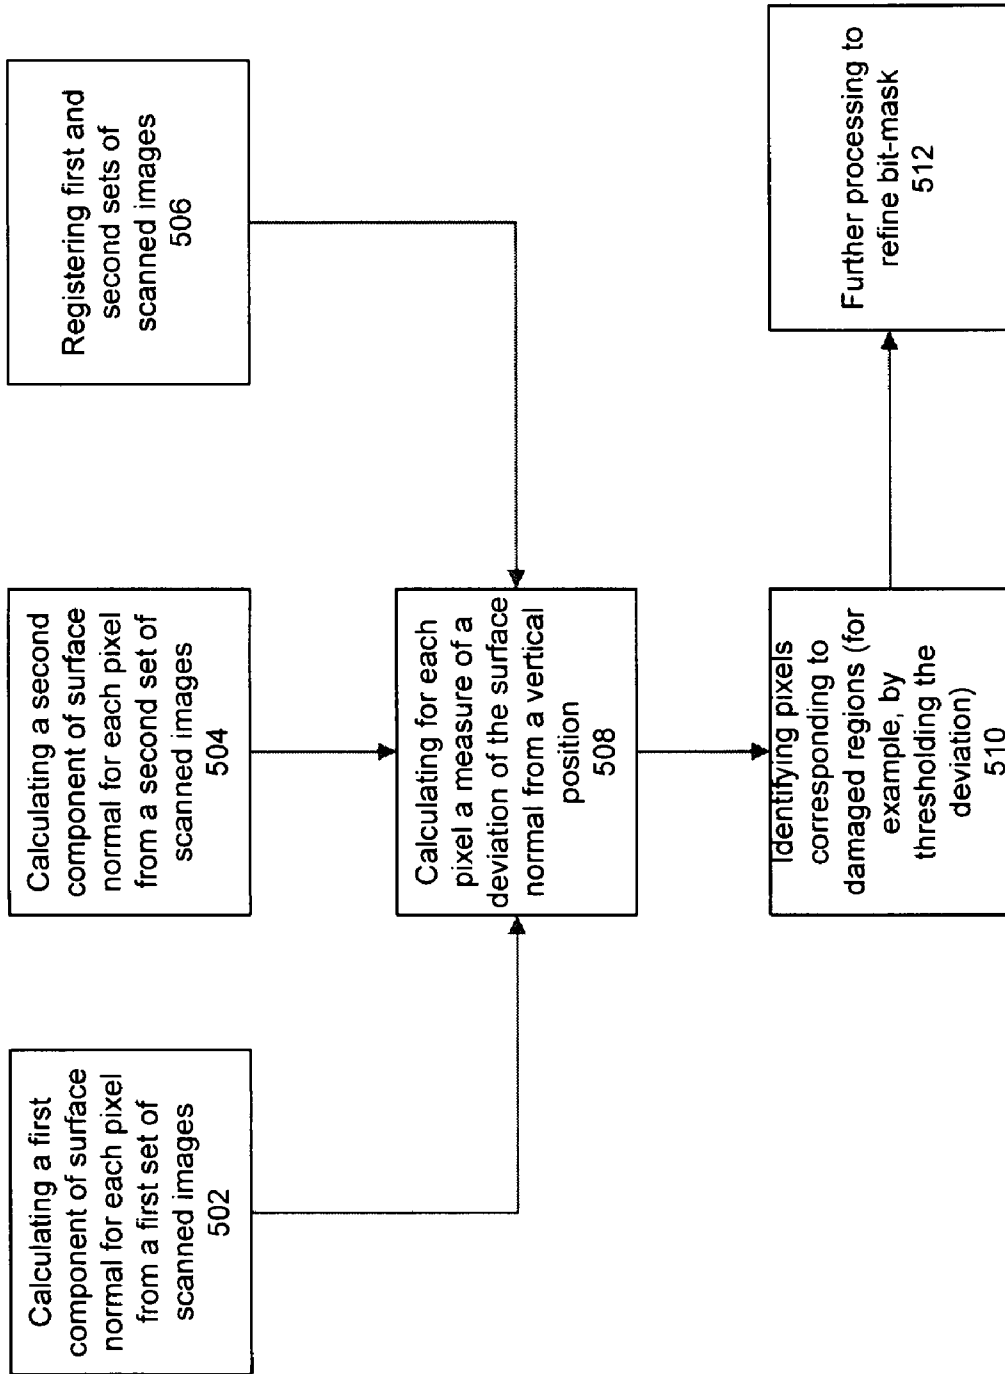 Calculating a first
component of surface
normal for each pixel
from a first set of
scanned images
502
Calculating a second
component of surface
normal for each pixel
from a second set of
scanned images
504
Registering first and
second sets of
scanned images
506
Calculating for each
pixel a measure of a
deviation of the surface
normal from a vertical
position
508
Identifying pixels
corresponding to
damaged regions (for
example, by
thresholding the
deviation)
510
Further processing to
refine bit-mask
512